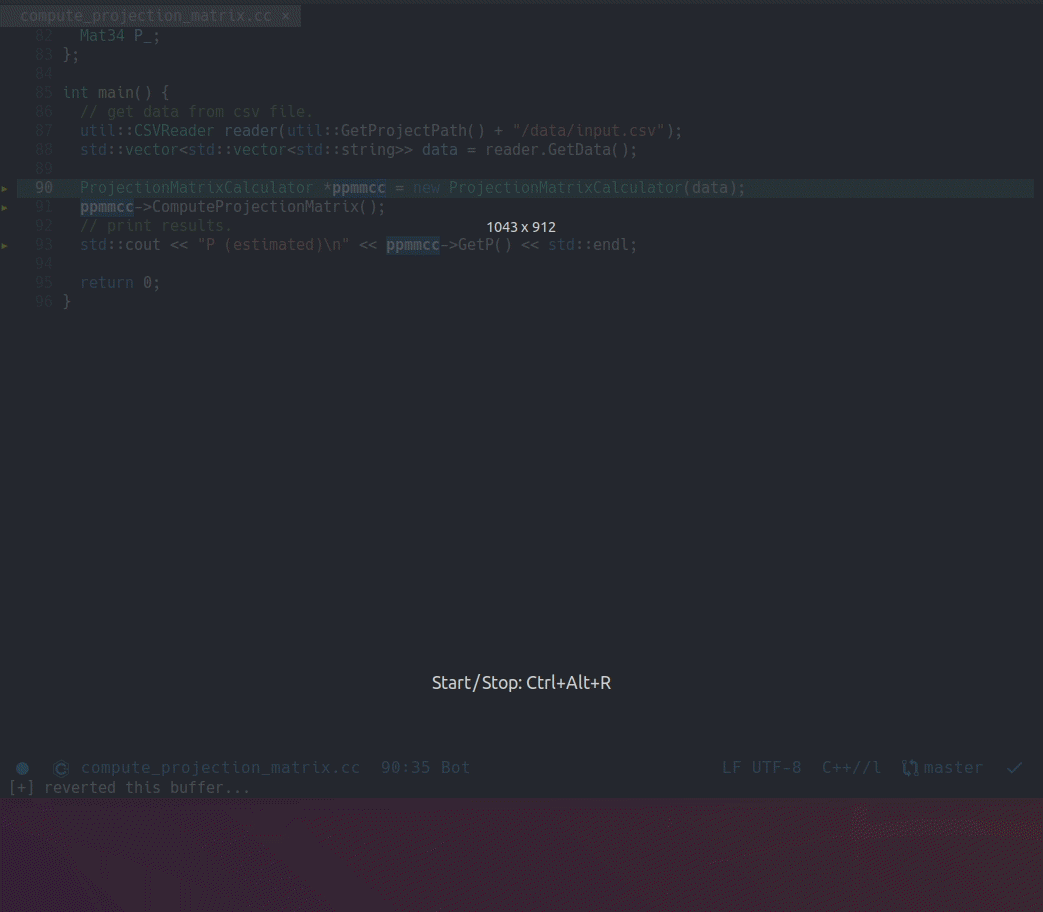 compute_projection_matrix.cc ×
82 Mat34 P_;
83 };
84
85 int main() {
86 // get data from csv file.
87 util::CSVReader reader(util::GetProjectPath() + "/data/input.csv");
88 std::vector<std::vector<std::string>> data = reader.GetData();
89
90 ProjectionMatrixCalculator *ppmmcc = new ProjectionMatrixCalculator(data);
91 ppmmcc->ComputeProjectionMatrix();
92 // print results.
1043 x 912
93 std::cout << "P (estimated)\n" << ppmmcc->GetP() << std::endl;
94
95 return 0;
96 }
Start/Stop: Ctrl+Alt+R
compute_projection_matrix.cc 90:35 Bot LF UTF-8 C++//l master
[+] reverted this buffer...